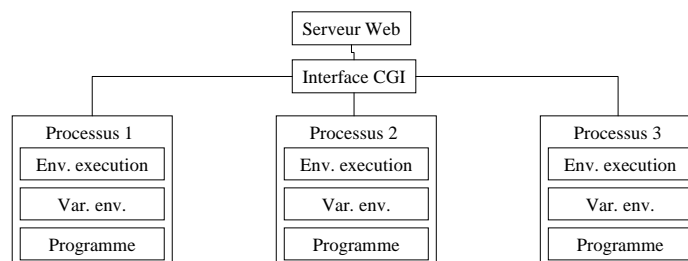 Serveur Web
Interface CGI
Processus 1
Env. execution
Var. env.
Programme
Processus 2
Env. execution
Var. env.
Programme
Processus 3
Env. execution
Var. env.
Programme